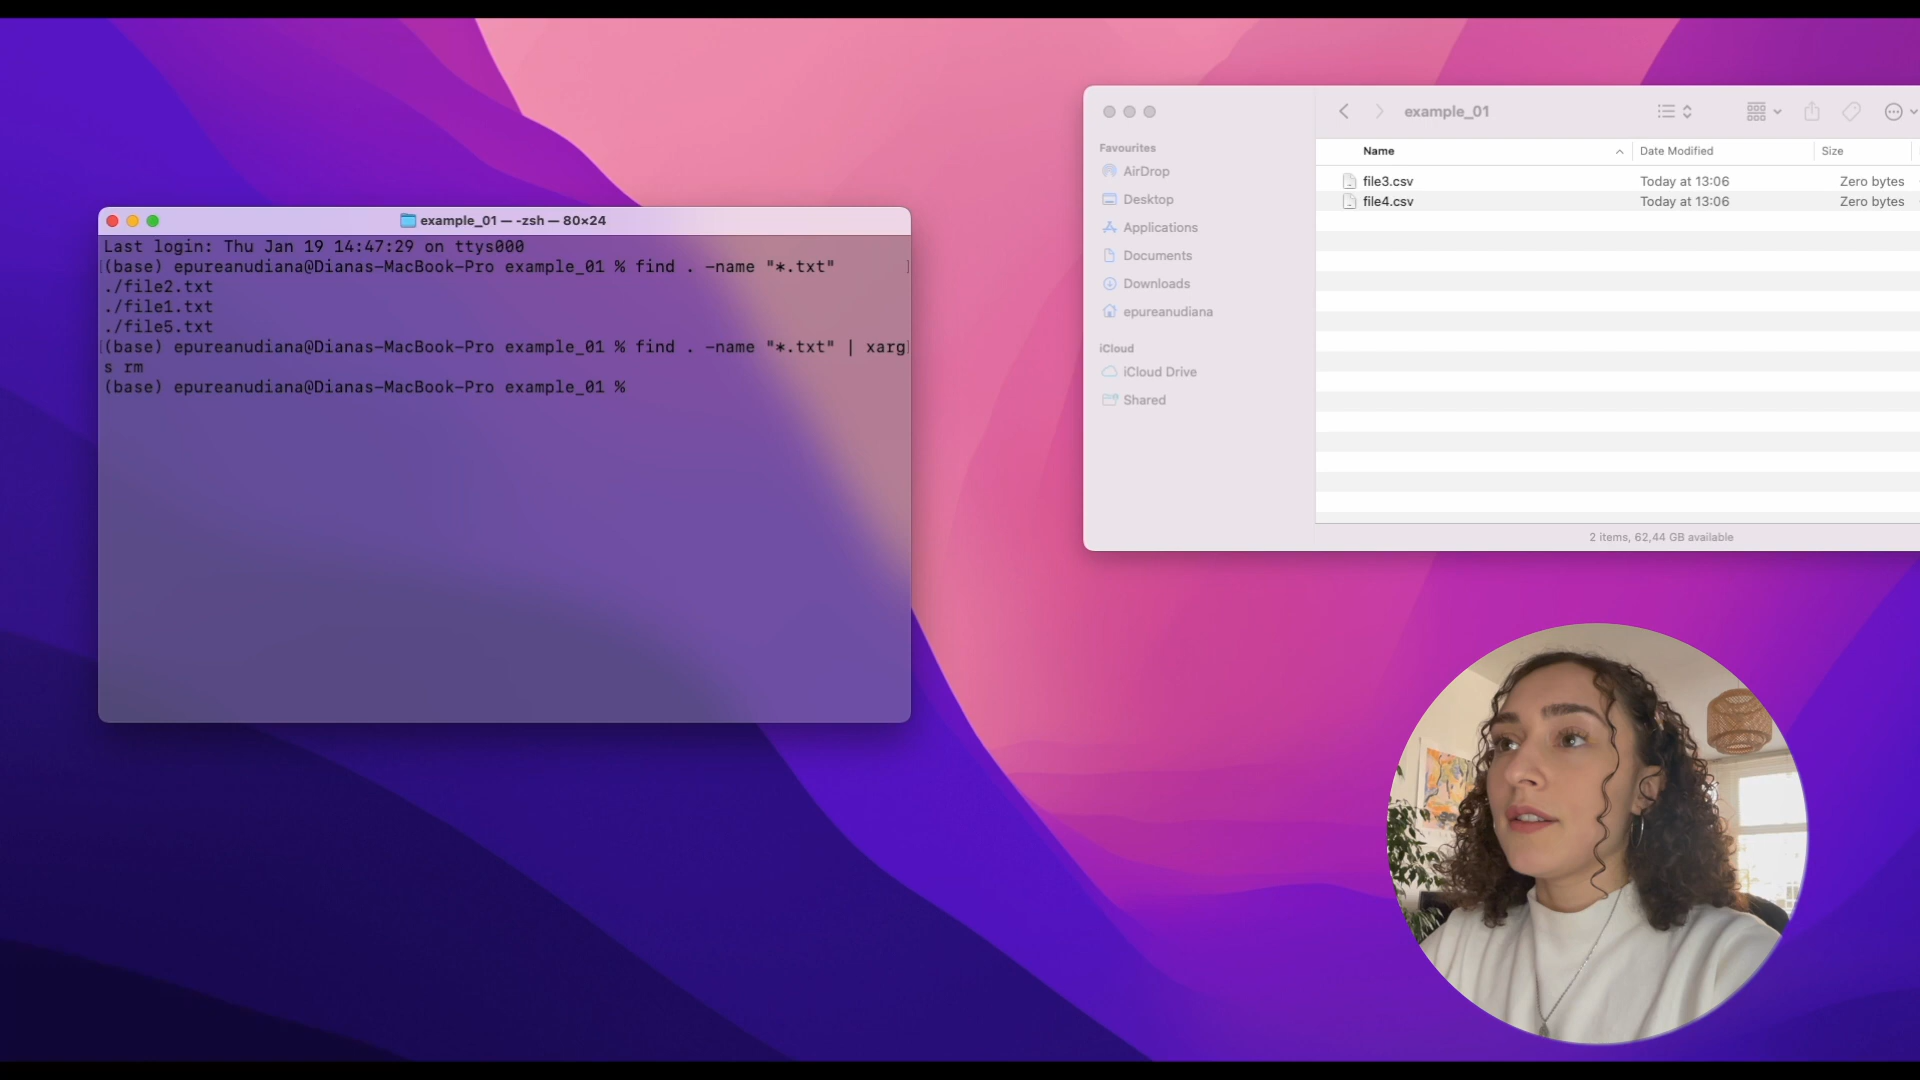 example_01 — -zsh — 80×24
Last login: Thu Jan 19 14:47:29 on ttys000
(base) epureanudiana@Dianas-MacBook-Pro example_01 % find . -name "*.txt"
./file2.txt
./file1.txt
./file5.txt
(base) epureanudiana@Dianas-MacBook-Pro example_01 % find . -name "*.txt" | xarg
s rm
(base) epureanudiana@Dianas-MacBook-Pro example_01 %
example_01
Favourites
AirDrop
Desktop
Applications
Documents
Downloads
epureanudiana
iCloud
iCloud Drive
Shared
Name Date Modified Size
file3.csv Today at 13:06 Zero bytes
file4.csv Today at 13:06 Zero bytes
2 items, 62,44 GB available